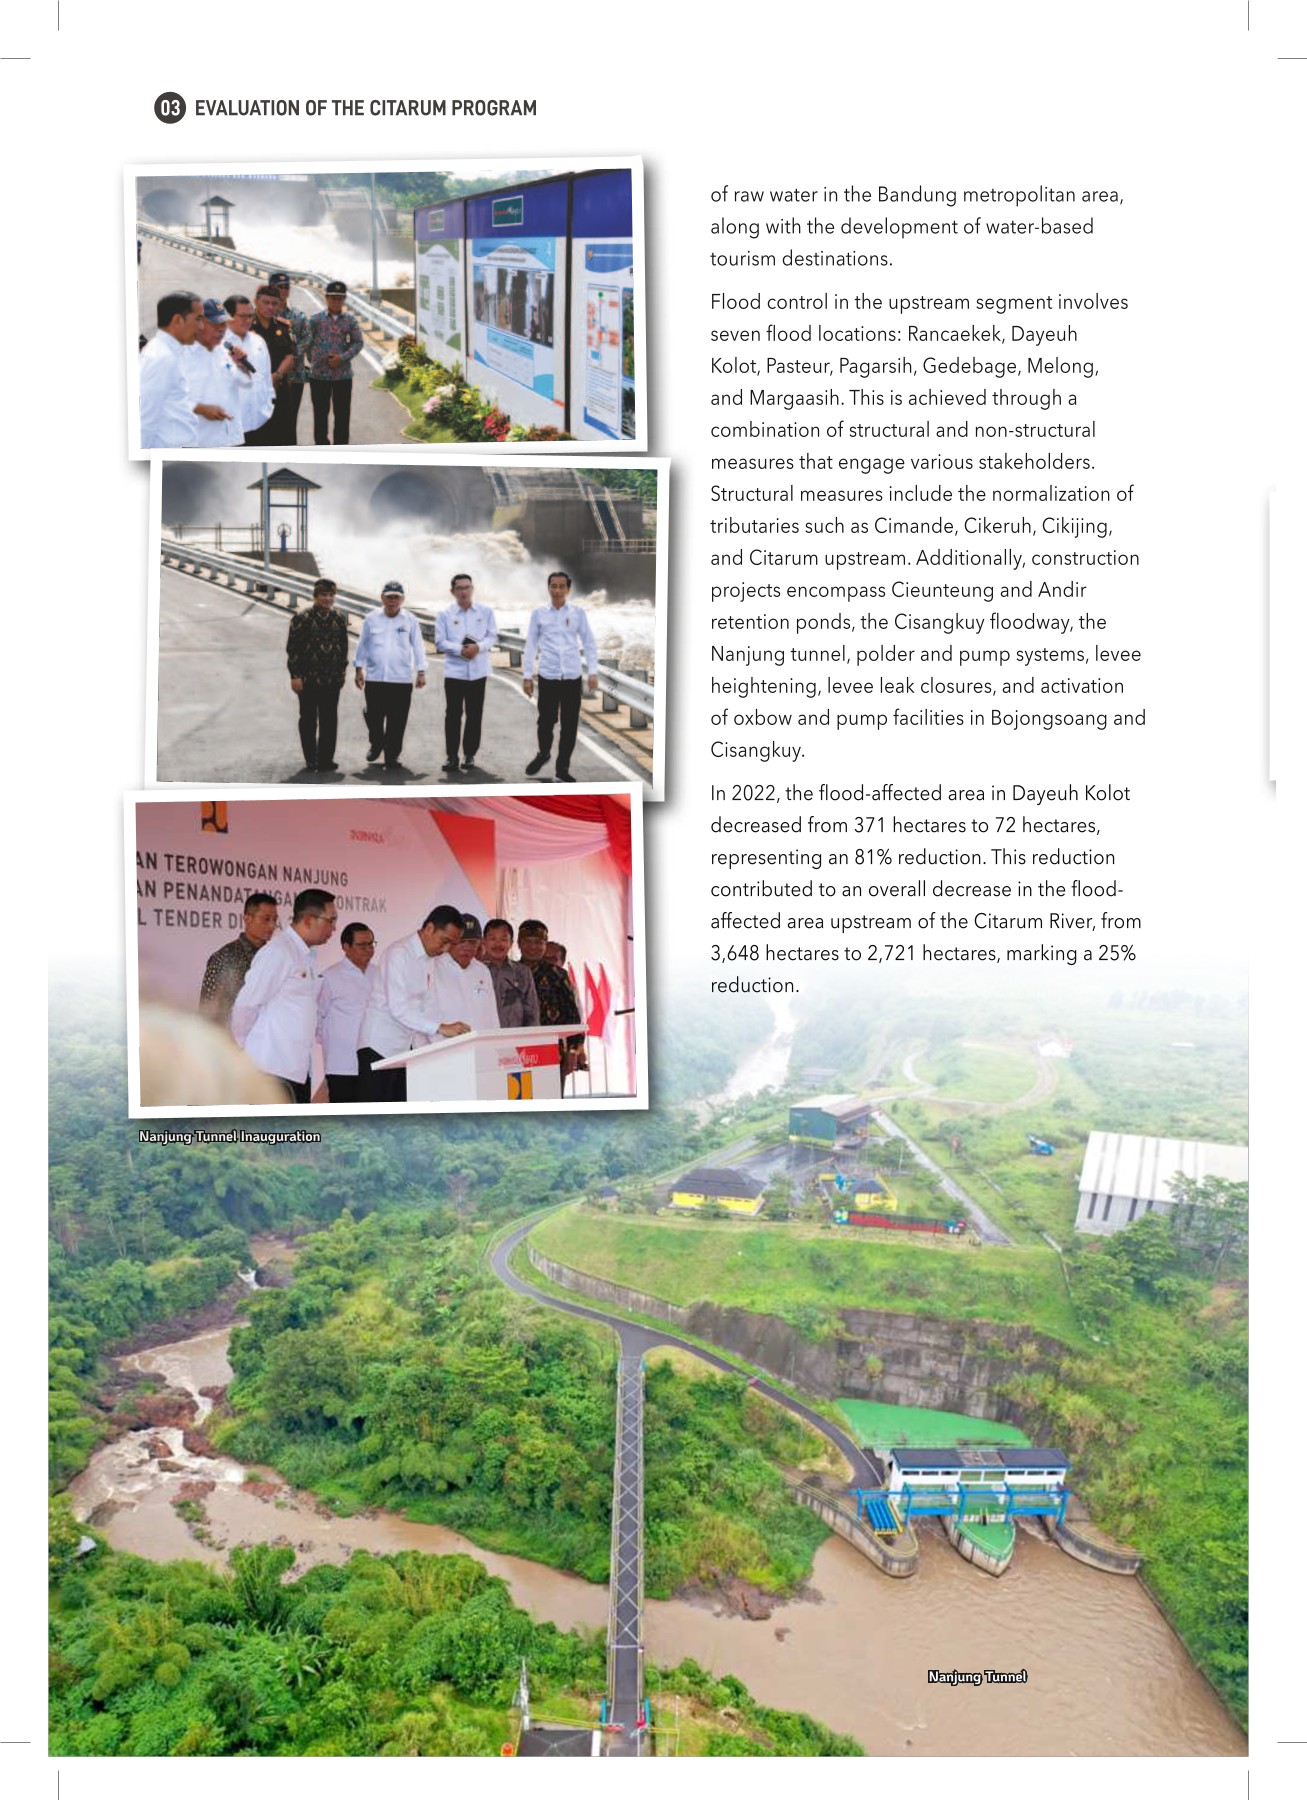 03 EVALUATION OF THE CITARUM PROGRAM
of raw water in the Bandung metropolitan area,
along with the development of water-based
tourism destinations.
Flood control in the upstream segment involves
seven flood locations: Rancaekek, Dayeuh
Kolot, Pasteur, Pagarsih, Gedebage, Melong,
and Margaasih. This is achieved through a
combination of structural and non-structural
measures that engage various stakeholders.
Structural measures include the normalization of
tributaries such as Cimande, Cikeruh, Cikijing,
and Citarum upstream. Additionally, construction
projects encompass Cieunteung and Andir
retention ponds, the Cisangkuy floodway, the
Nanjung tunnel, polder and pump systems, levee
heightening, levee leak closures, and activation
of oxbow and pump facilities in Bojongsoang and
Cisangkuy.
In 2022, the flood-affected area in Dayeuh Kolot
decreased from 371 hectares to 72 hectares,
representing an 81% reduction. This reduction
contributed to an overall decrease in the flood-
affected area upstream of the Citarum River, from
3,648 hectares to 2,721 hectares, marking a 25%
reduction.
AN TEROWONGAN NANJUNG
AN PENANDATANGAN KONTRAK
L TENDER DI
Nanjung Tunnel Inauguration
Nanjung Tunnel